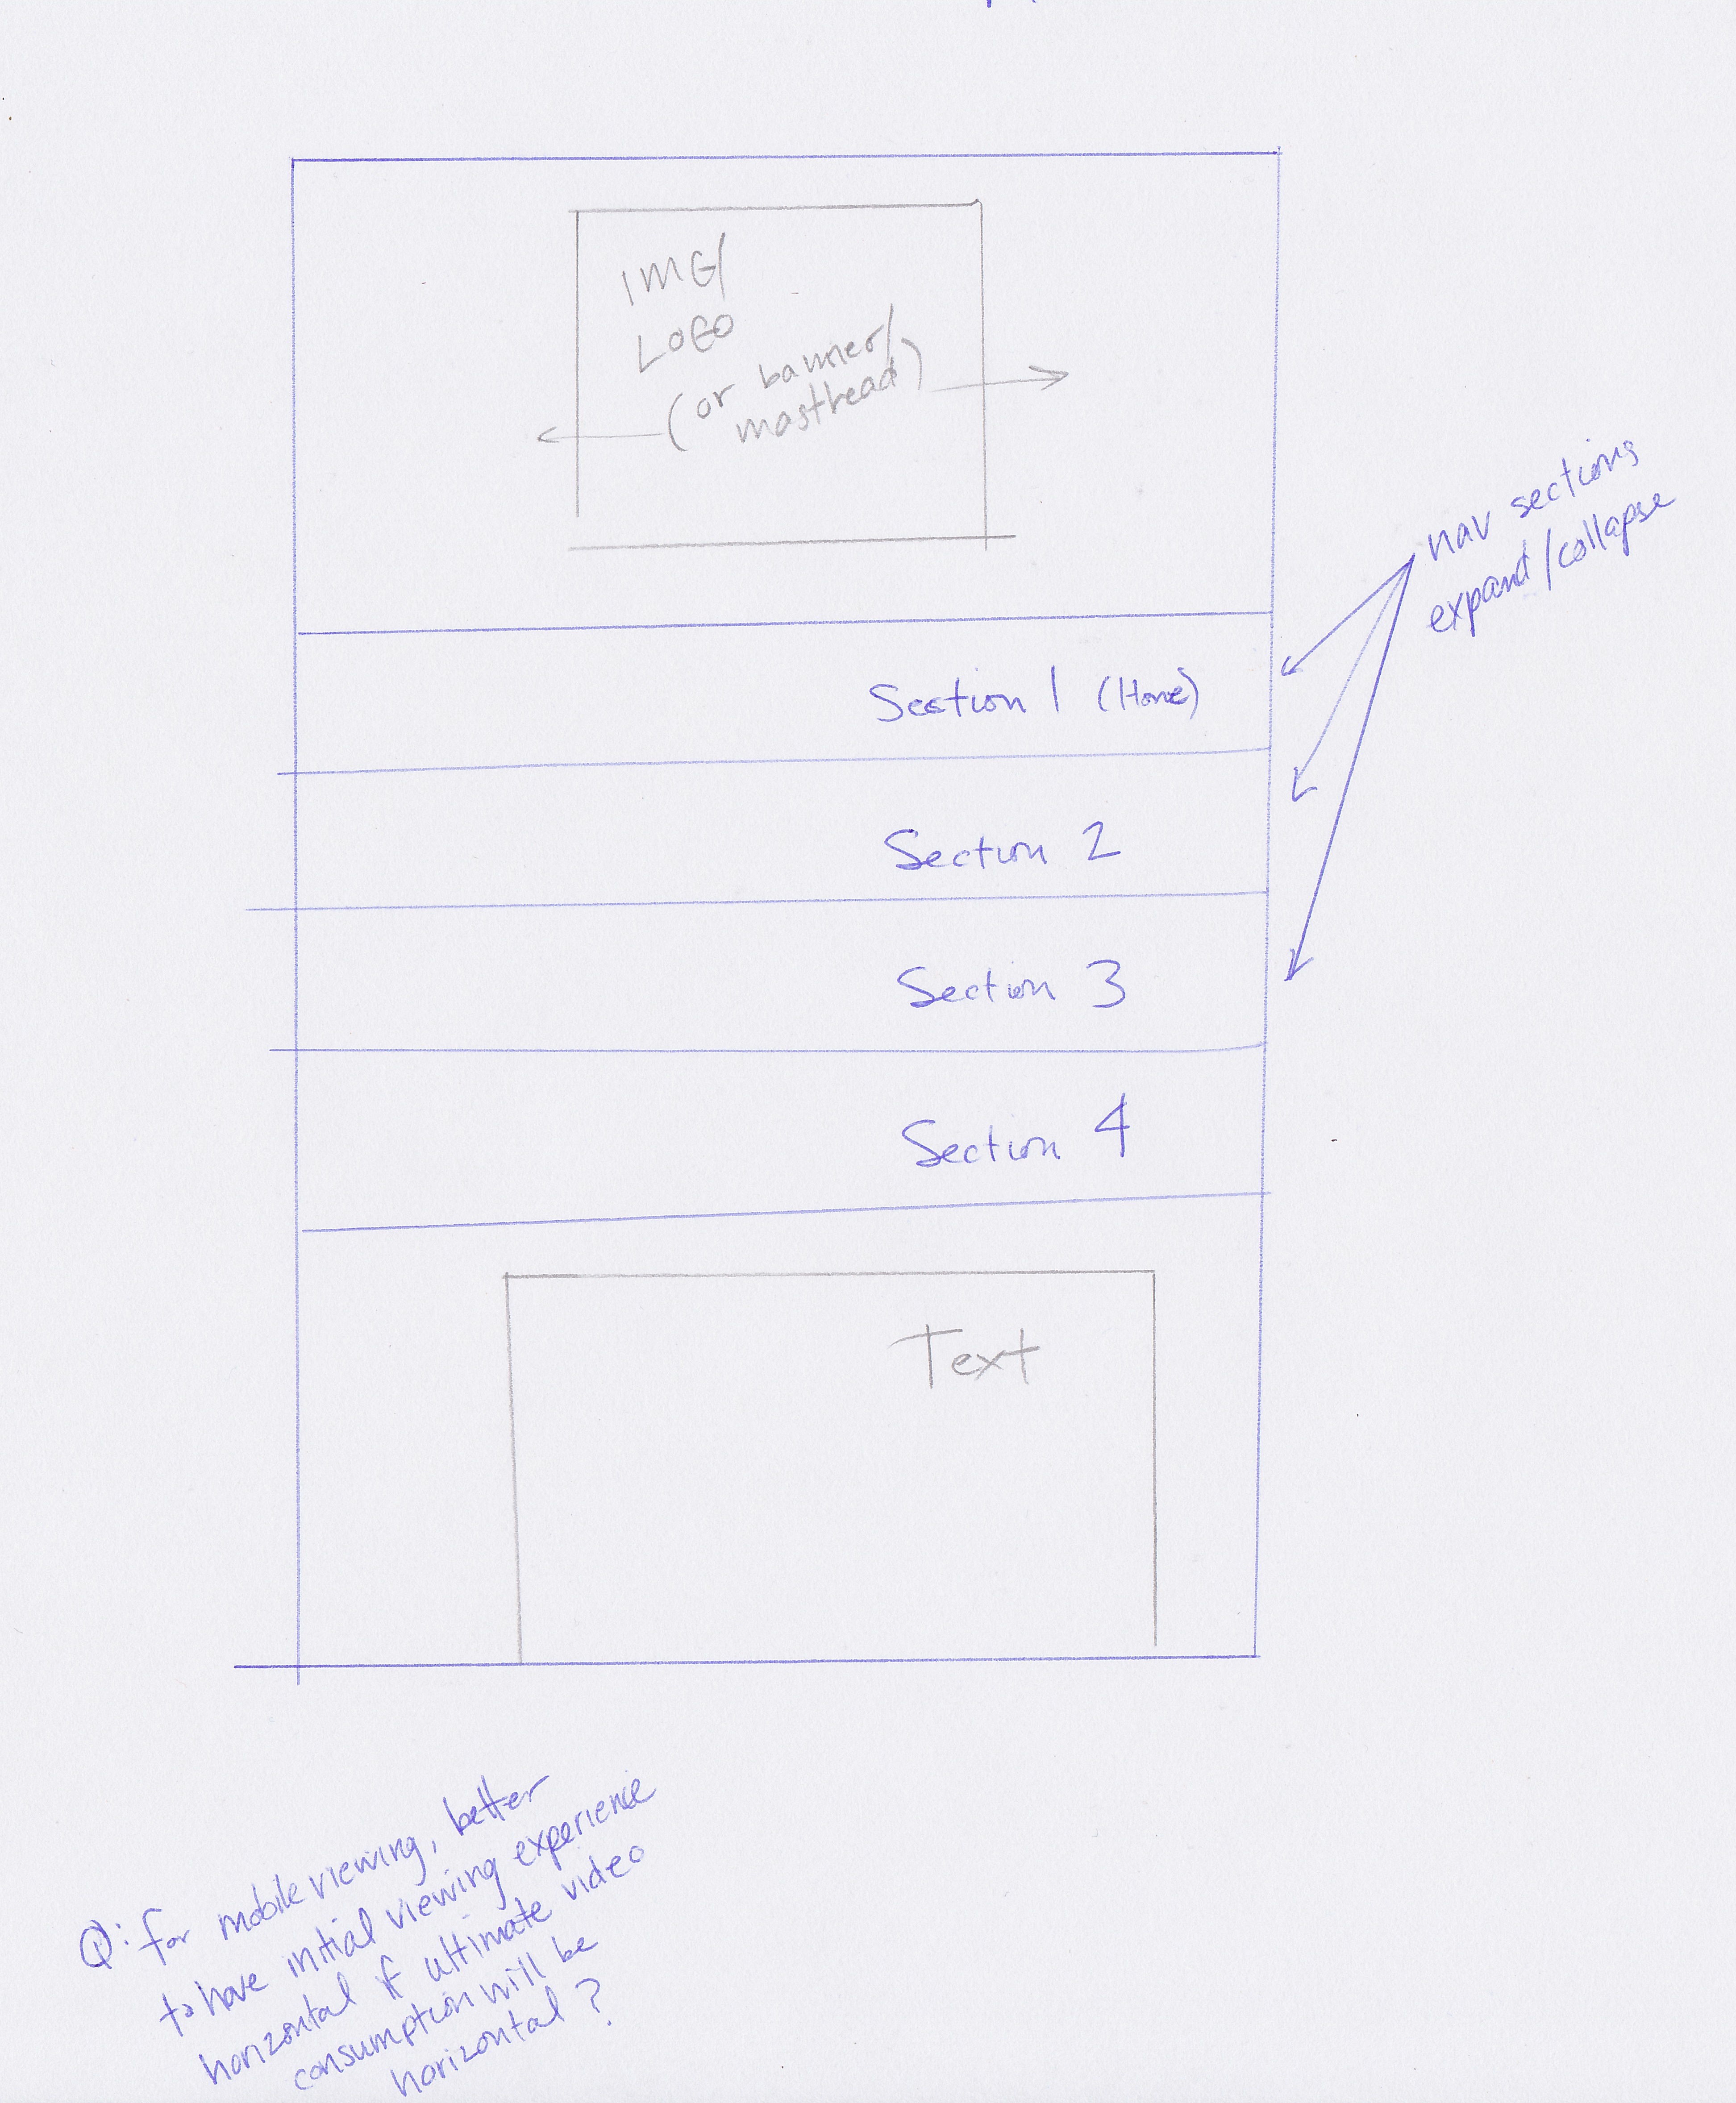 IMG/
LOGO
(or banner/
masthead)
nav sections
expand/collapse
Section 1 (Home)
Section 2
Section 3
Section 4
Text
Q: for mobile viewing, better
to have initial viewing experience
horizontal if ultimate video
consumption will be
horizontal?